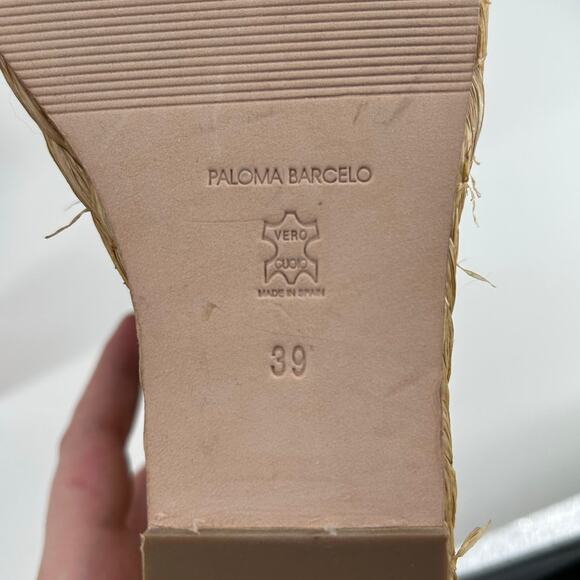 PALOMA BARCELO
VERO
CUOIO
MADE IN SPAIN
39